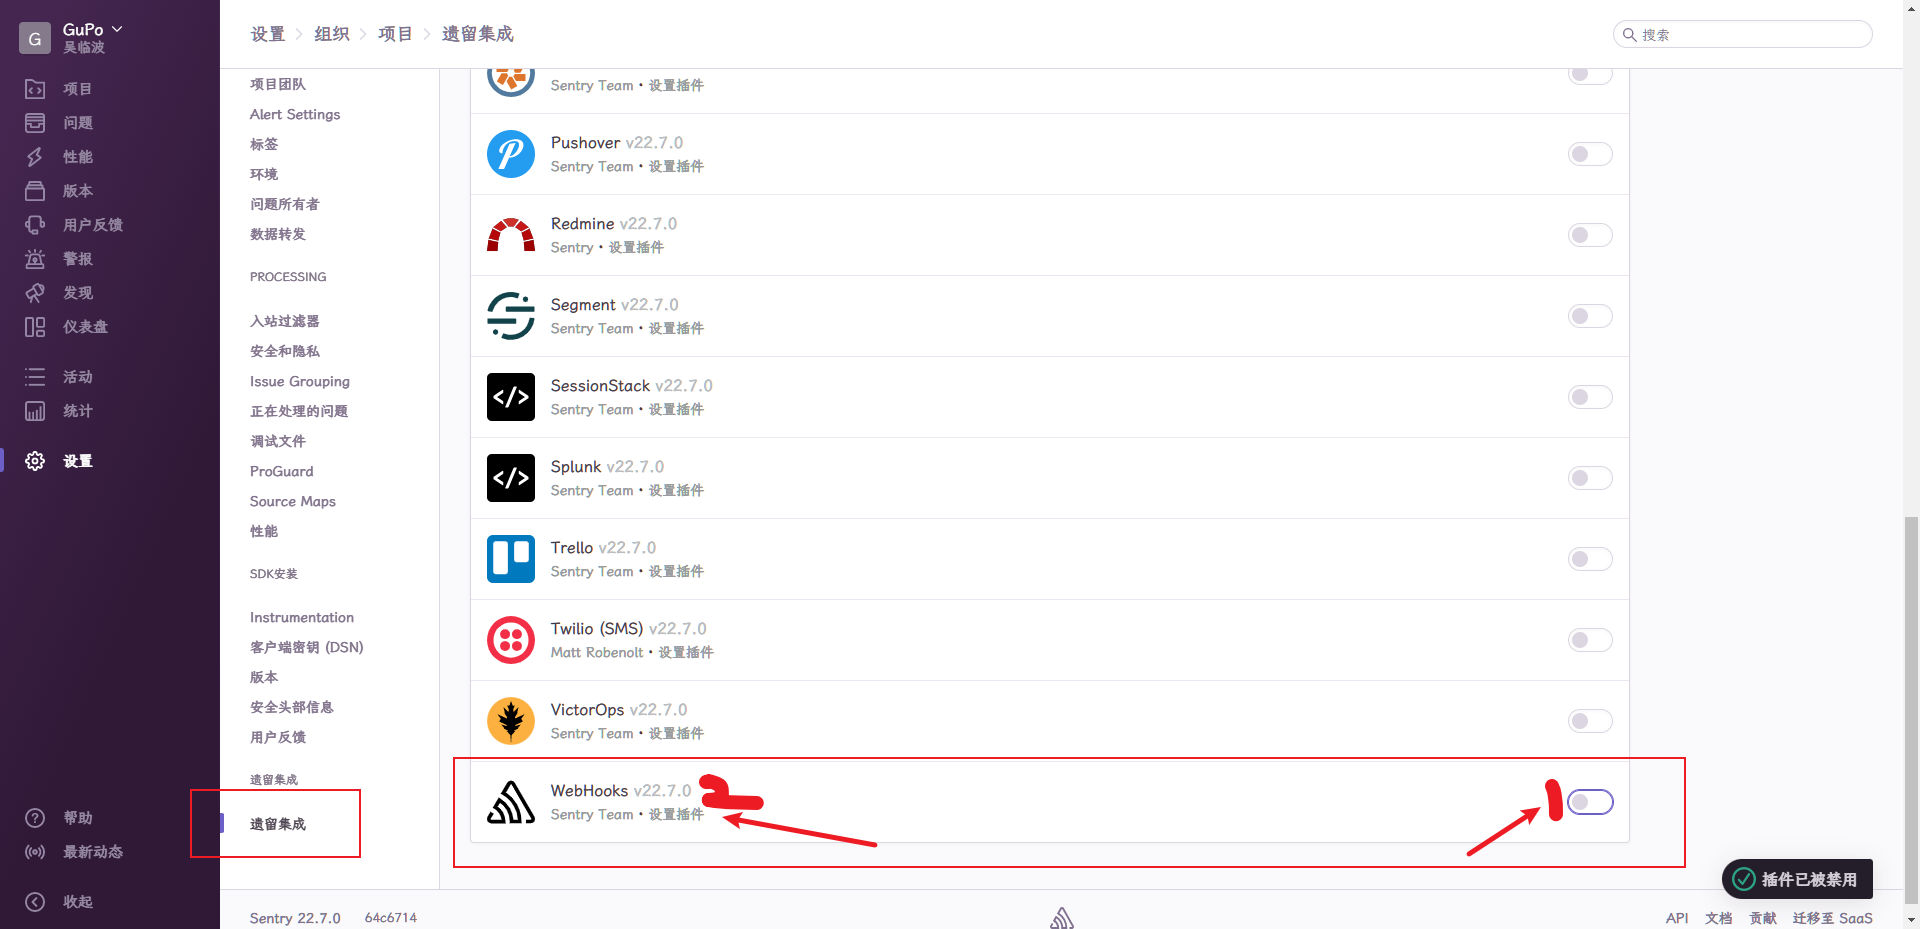 G
GuPo
吴临波
项目
问题
性能
版本
用户反馈
警报
发现
仪表盘
活动
统计
设置
帮助
最新动态
收起
设置 > 组织 > 项目 > 遗留集成
搜索
项目团队
Alert Settings
标签
环境
问题所有者
数据转发
PROCESSING
入站过滤器
安全和隐私
Issue Grouping
正在处理的问题
调试文件
ProGuard
Source Maps
性能
SDK安装
Instrumentation
客户端密钥 (DSN)
版本
安全头部信息
用户反馈
遗留集成
遗留集成
Sentry Team • 设置插件
Pushover v22.7.0
Sentry Team • 设置插件
Redmine v22.7.0
Sentry • 设置插件
Segment v22.7.0
Sentry Team • 设置插件
SessionStack v22.7.0
Sentry Team • 设置插件
Splunk v22.7.0
Sentry Team • 设置插件
Trello v22.7.0
Sentry Team • 设置插件
Twilio (SMS) v22.7.0
Matt Robenolt • 设置插件
VictorOps v22.7.0
Sentry Team • 设置插件
WebHooks v22.7.0 2
Sentry Team • 设置插件
1
插件已被禁用
Sentry 22.7.0 64c6714
API 文档 贡献 迁移至 SaaS